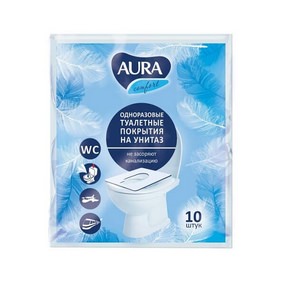 AURA
comfort
ОДНОРАЗОВЫЕ
ТУАЛЕТНЫЕ
ПОКРЫТИЯ
НА УНИТАЗ
не засоряют
канализацию
WC
10
штук